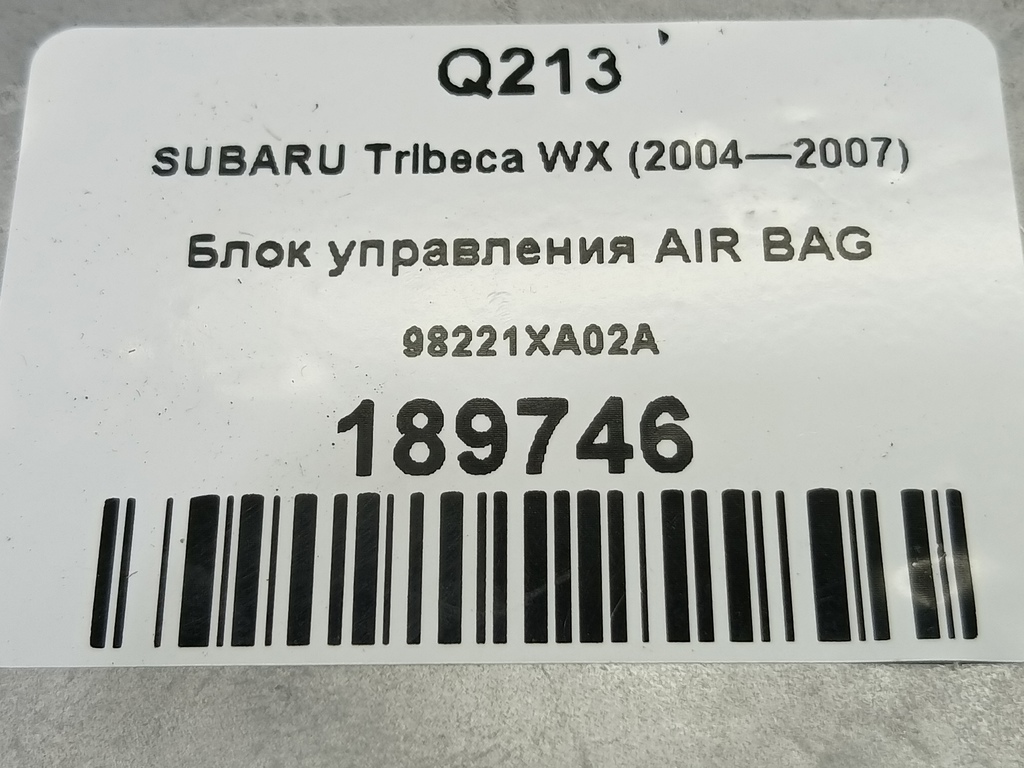 Q213
SUBARU Tribeca WX (2004—2007)
Блок управления AIR BAG
98221XA02A
189746